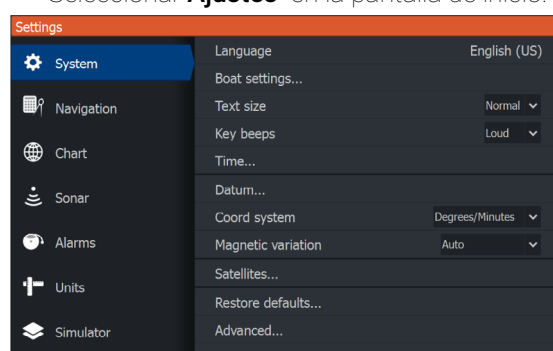 Seleccionar "Ajustes" en la pantalla de inicio.
Settings
System
Navigation
Chart
Sonar
Alarms
Units
Simulator
Language English (US)
Boat settings...
Text size Normal
Key beeps Loud
Time...
Datum...
Coord system Degrees/Minutes
Magnetic variation Auto
Satellites...
Restore defaults...
Advanced...